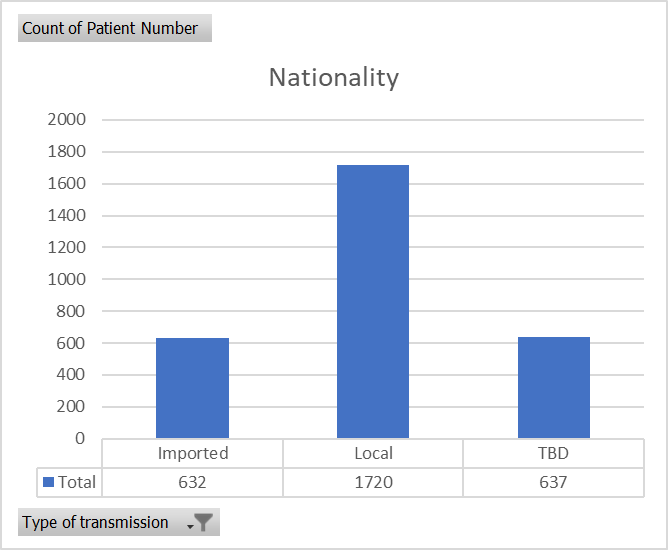 Count of Patient Number
Nationality
2000
1800
1600
1400
1200
1000
800
600
400
200
0
Imported Local TBD
Total 632 1720 637
Type of transmission